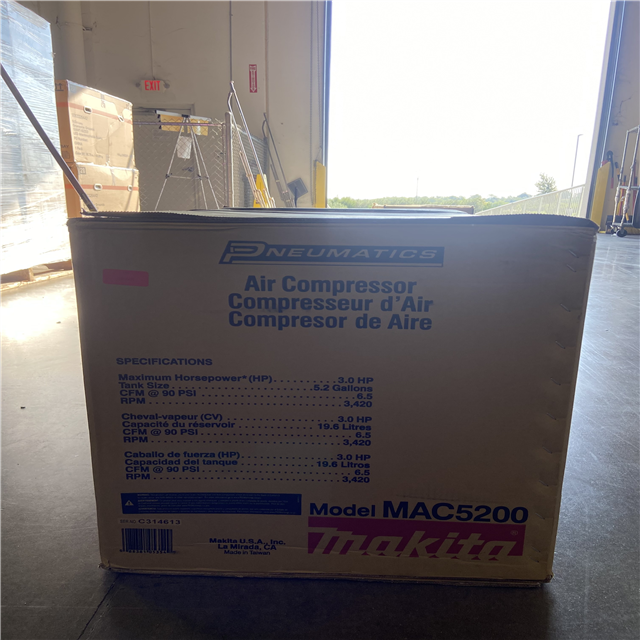 EXIT
PNEUMATICS
Air Compressor
Compresseur d'Air
Compresor de Aire
SPECIFICATIONS
Maximum Horsepower* (HP) 3.0 HP
Tank Size 5.2 Gallons
CFM @ 90 PSI 6.5
RPM 3,420
Cheval-vapeur (CV) 3.0 HP
Capacité du réservoir 19.6 Litres
CFM @ 90 PSI 6.5
RPM 3,420
Caballo de fuerza (HP) 3.0 HP
Capacidad del tanque 19.6 Litros
CFM @ 90 PSI 6.5
RPM 3,420
C314613
Makita U.S.A., Inc.
La Mirada, CA
Made in Taiwan
Model MAC5200
Makita